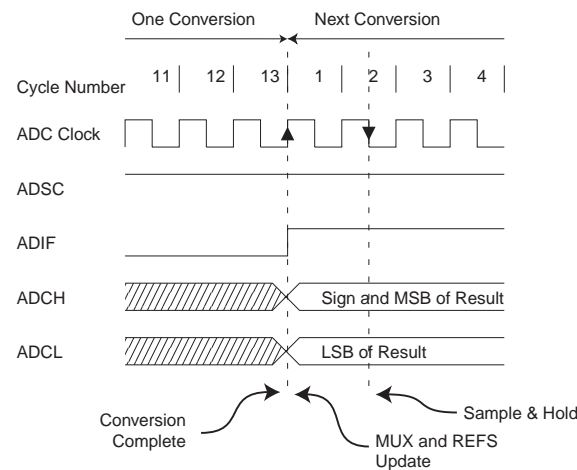 One Conversion Next Conversion
Cycle Number 11 12 13 1 2 3 4
ADC Clock
ADSC
ADIF
ADCH Sign and MSB of Result
ADCL LSB of Result
Conversion
Complete
MUX and REFS
Update
Sample & Hold